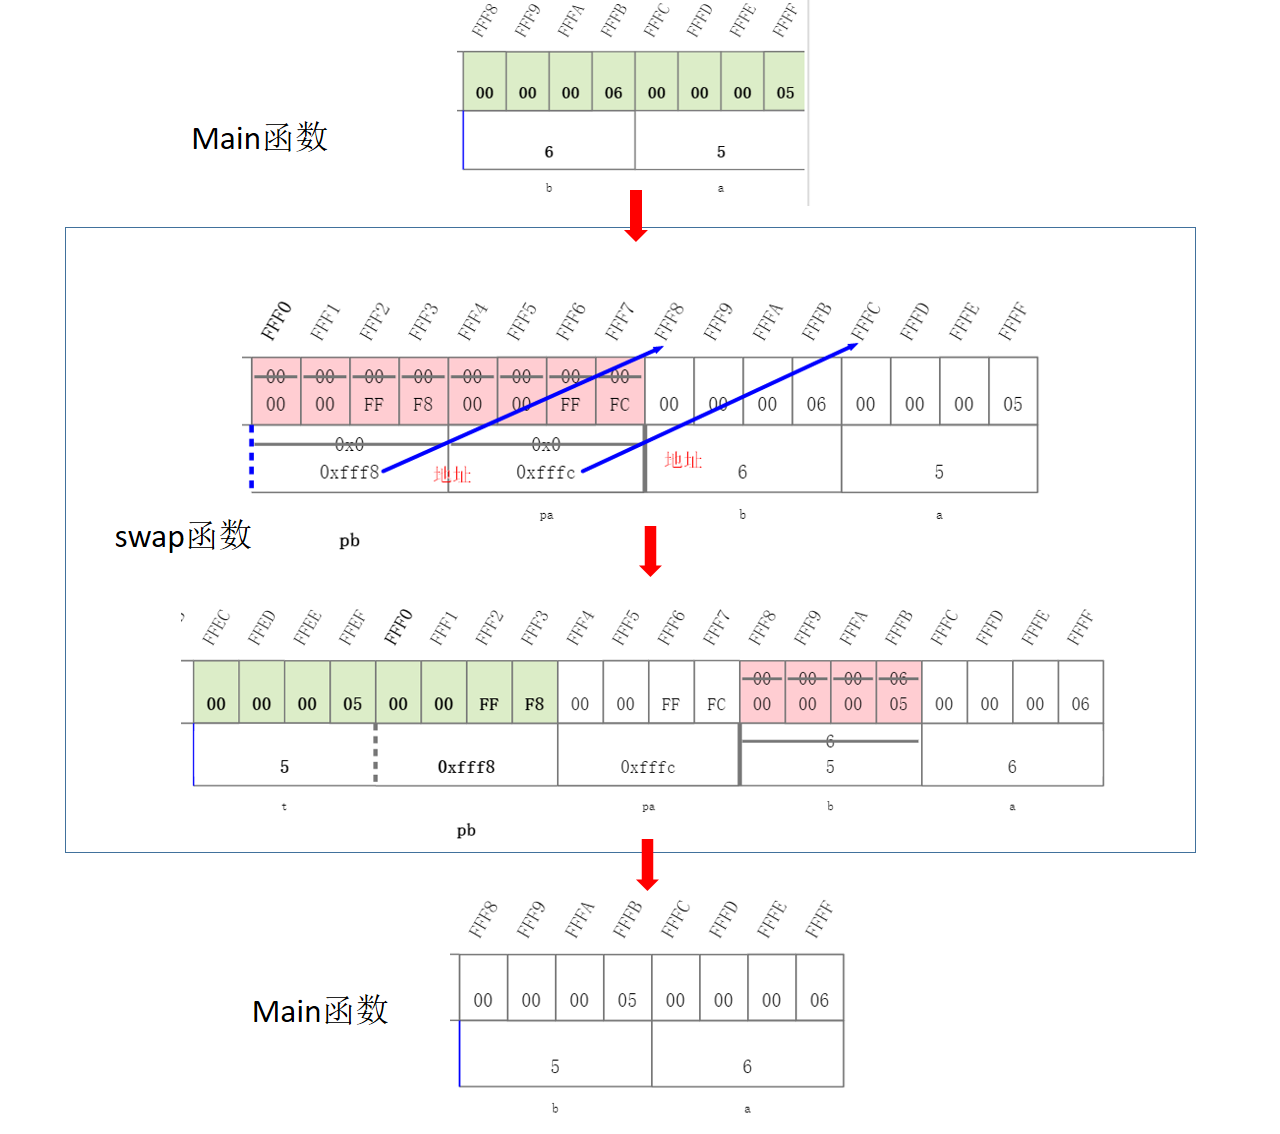 FFF8 FFF9 FFFA FFFB FFFC FFFD FFFE FFFF
00 00 00 06 00 00 00 05
Main函数
6 5
b a
FFF0 FFF1 FFF2 FFF3 FFF4 FFF5 FFF6 FFF7 FFF8 FFF9 FFFA FFFB FFFC FFFD FFFE FFFF
00 00 00 00 00 00 00 00
00 00 FF F8 00 00 FF FC 00 00 00 06 00 00 00 05
0x0 0x0
0xfff8 地址 0xfffc 地址 6 5
pa b a
swap函数
pb
FFEC FFED FFEE FFEF FFF0 FFF1 FFF2 FFF3 FFF4 FFF5 FFF6 FFF7 FFF8 FFF9 FFFA FFFB FFFC FFFD FFFE FFFF
00 00 00 06
00 00 00 05 00 00 FF F8 00 00 FF FC 00 00 00 05 00 00 00 06
6
5 0xfff8 0xfffc 5 6
t pa b a
pb
FFF8 FFF9 FFFA FFFB FFFC FFFD FFFE FFFF
00 00 00 05 00 00 00 06
Main函数
5 6
b a